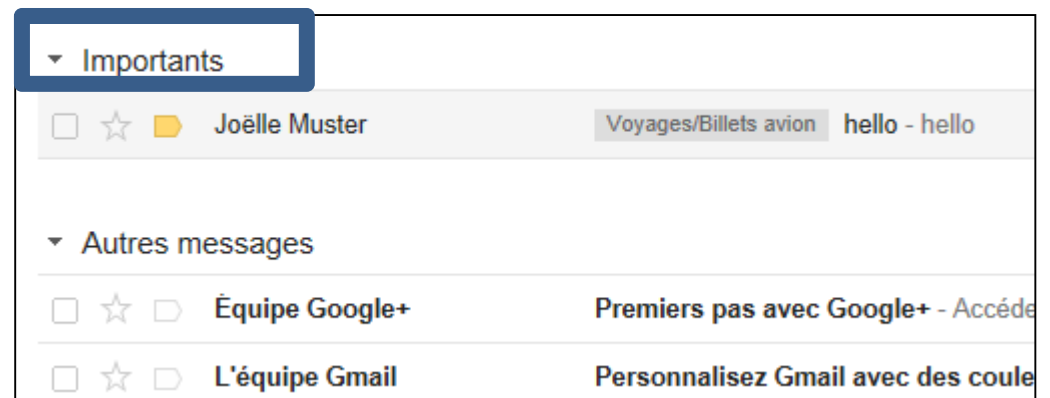 Importants
Joëlle Muster Voyages/Billets avion hello - hello
Autres messages
Équipe Google+ Premiers pas avec Google+ - Accéde
L'équipe Gmail Personnalisez Gmail avec des coule